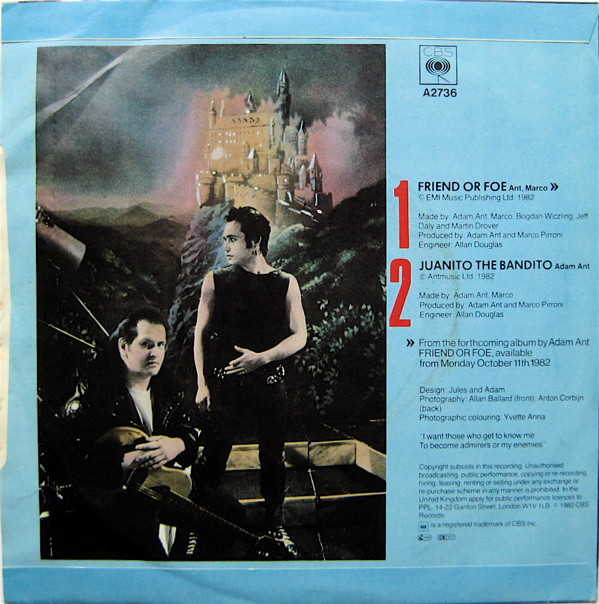 CBS
A2736
1 FRIEND OR FOE Ant, Marco »
© EMI Music Publishing Ltd. 1982
Made by: Adam Ant. Marco, Bogdan Wiczling, Jeff
Daly and Martin Drover
Produced by: Adam Ant and Marco Pirroni
Engineer: Allan Douglas
2 JUANITO THE BANDITO Adam Ant
© Antmusic Ltd. 1982
Made by: Adam Ant, Marco
Produced by: Adam Ant and Marco Pirroni
Engineer: Allan Douglas
» From the forthcoming album by Adam Ant
FRIEND OR FOE, available
from Monday October 11th.1982
Design: Jules and Adam
Photography: Allan Ballard (front), Anton Corbijn
(back)
Photographic colouring: Yvette Anna
"I want those who get to know me
To become admirers or my enemies"
Copyright subsists in this recording. Unauthorised
broadcasting, public performance, copying or re-recording,
hiring, leasing, renting or selling under any exchange or
re-purchase scheme in any manner is prohibited. In the
United Kingdom apply for public performance licences to
PPL, 14-22 Ganton Street, London W1V 1LB. ℗ 1982 CBS
Records
is a registered trademark of CBS Inc.